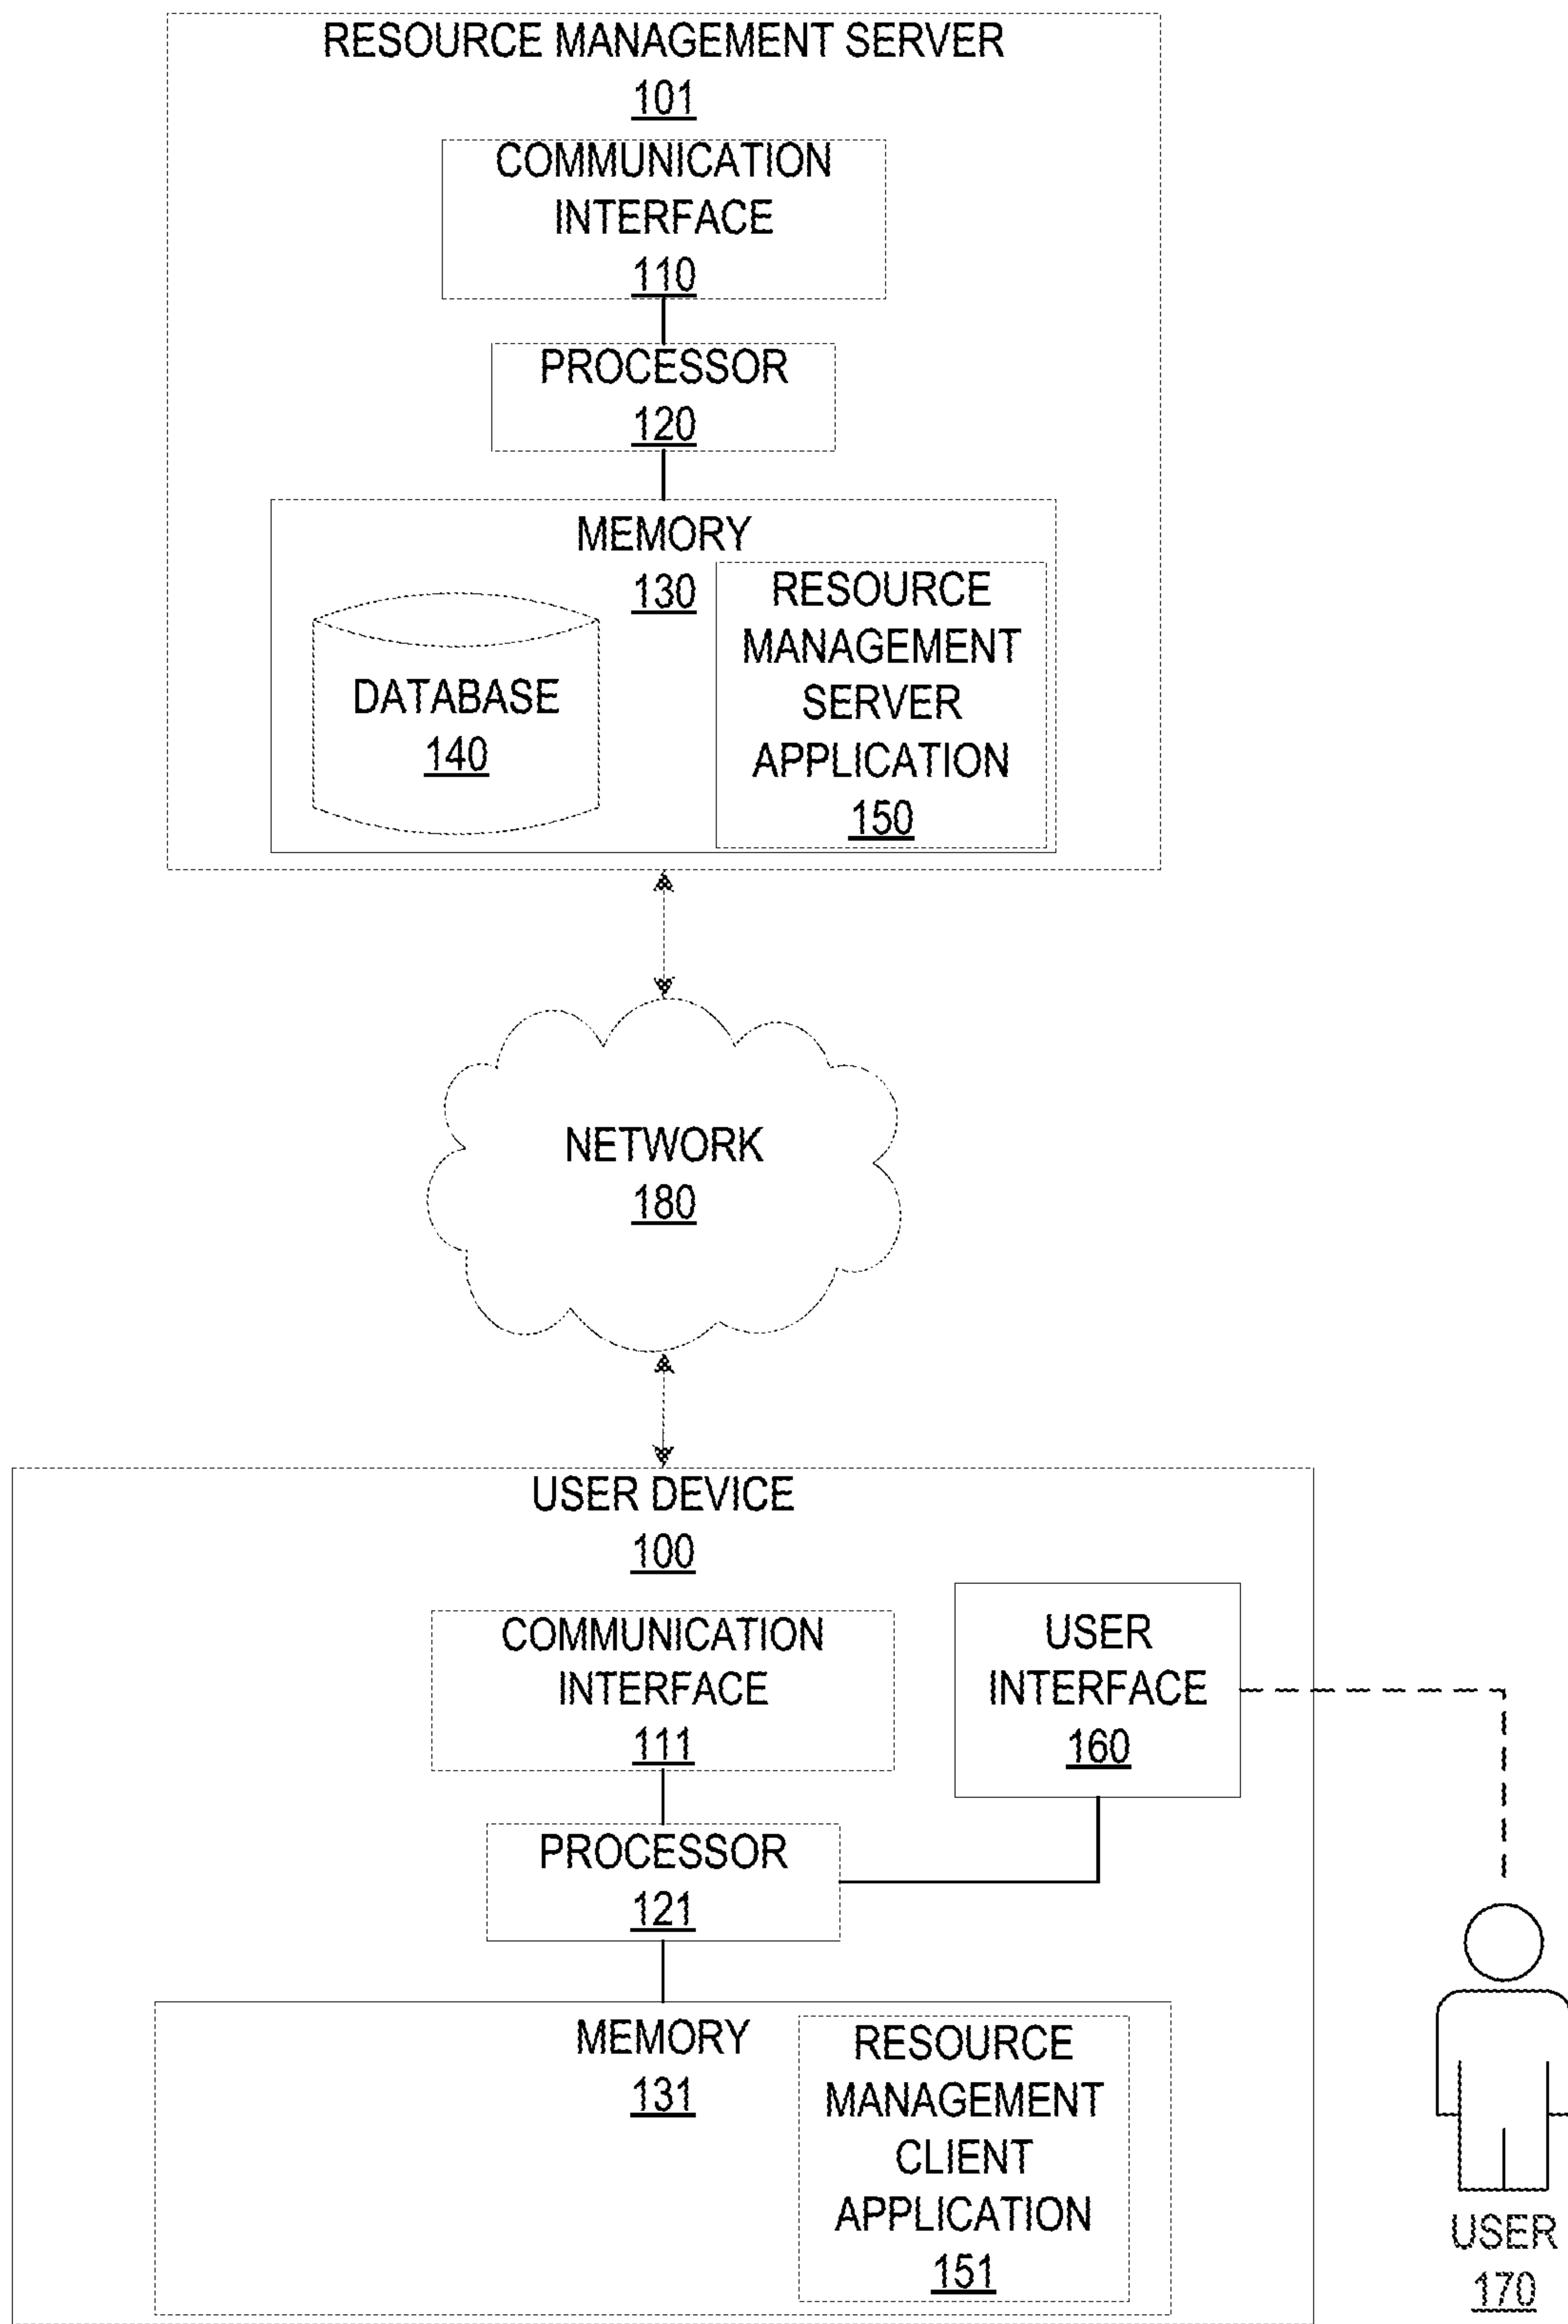 RESOURCE MANAGEMENT SERVER
101
COMMUNICATION
INTERFACE
110
PROCESSOR
120
MEMORY
130
DATABASE
140
RESOURCE
MANAGEMENT
SERVER
APPLICATION
150
NETWORK
180
USER DEVICE
100
COMMUNICATION
INTERFACE
111
USER
INTERFACE
160
PROCESSOR
121
MEMORY
131
RESOURCE
MANAGEMENT
CLIENT
APPLICATION
151
USER
170